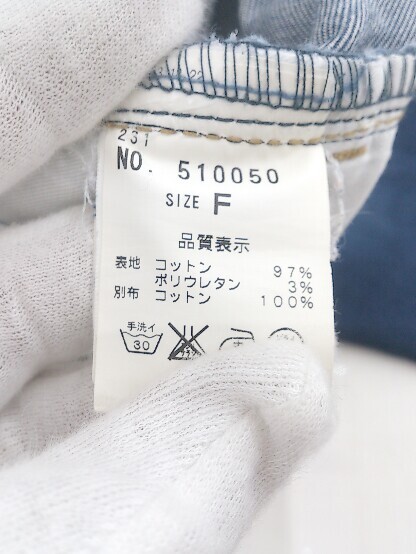 231
NO. 510050
SIZE F
品質表示
表地 コットン 97%
ポリウレタン 3%
別布 コットン 100%
手洗イ
30